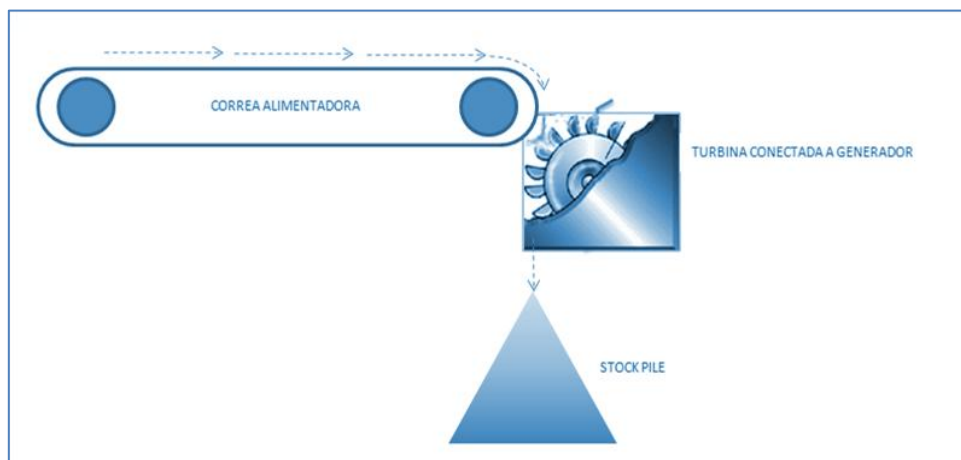 CORREA ALIMENTADORA
TURBINA CONECTADA A GENERADOR
STOCK PILE